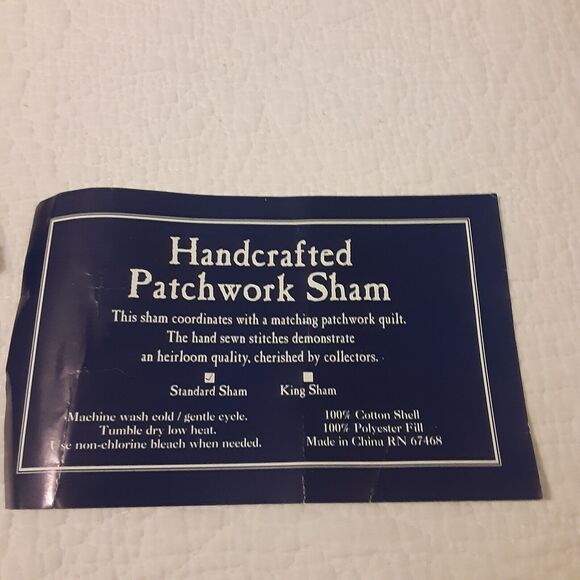 Handcrafted
Patchwork Sham
This sham coordinates with a matching patchwork quilt.
The hand sewn stitches demonstrate
an heirloom quality, cherished by collectors.
Standard Sham King Sham
Machine wash cold / gentle cycle.
Tumble dry low heat.
Use non-chlorine bleach when needed.
100% Cotton Shell
100% Polyester Fill
Made in China RN 67468